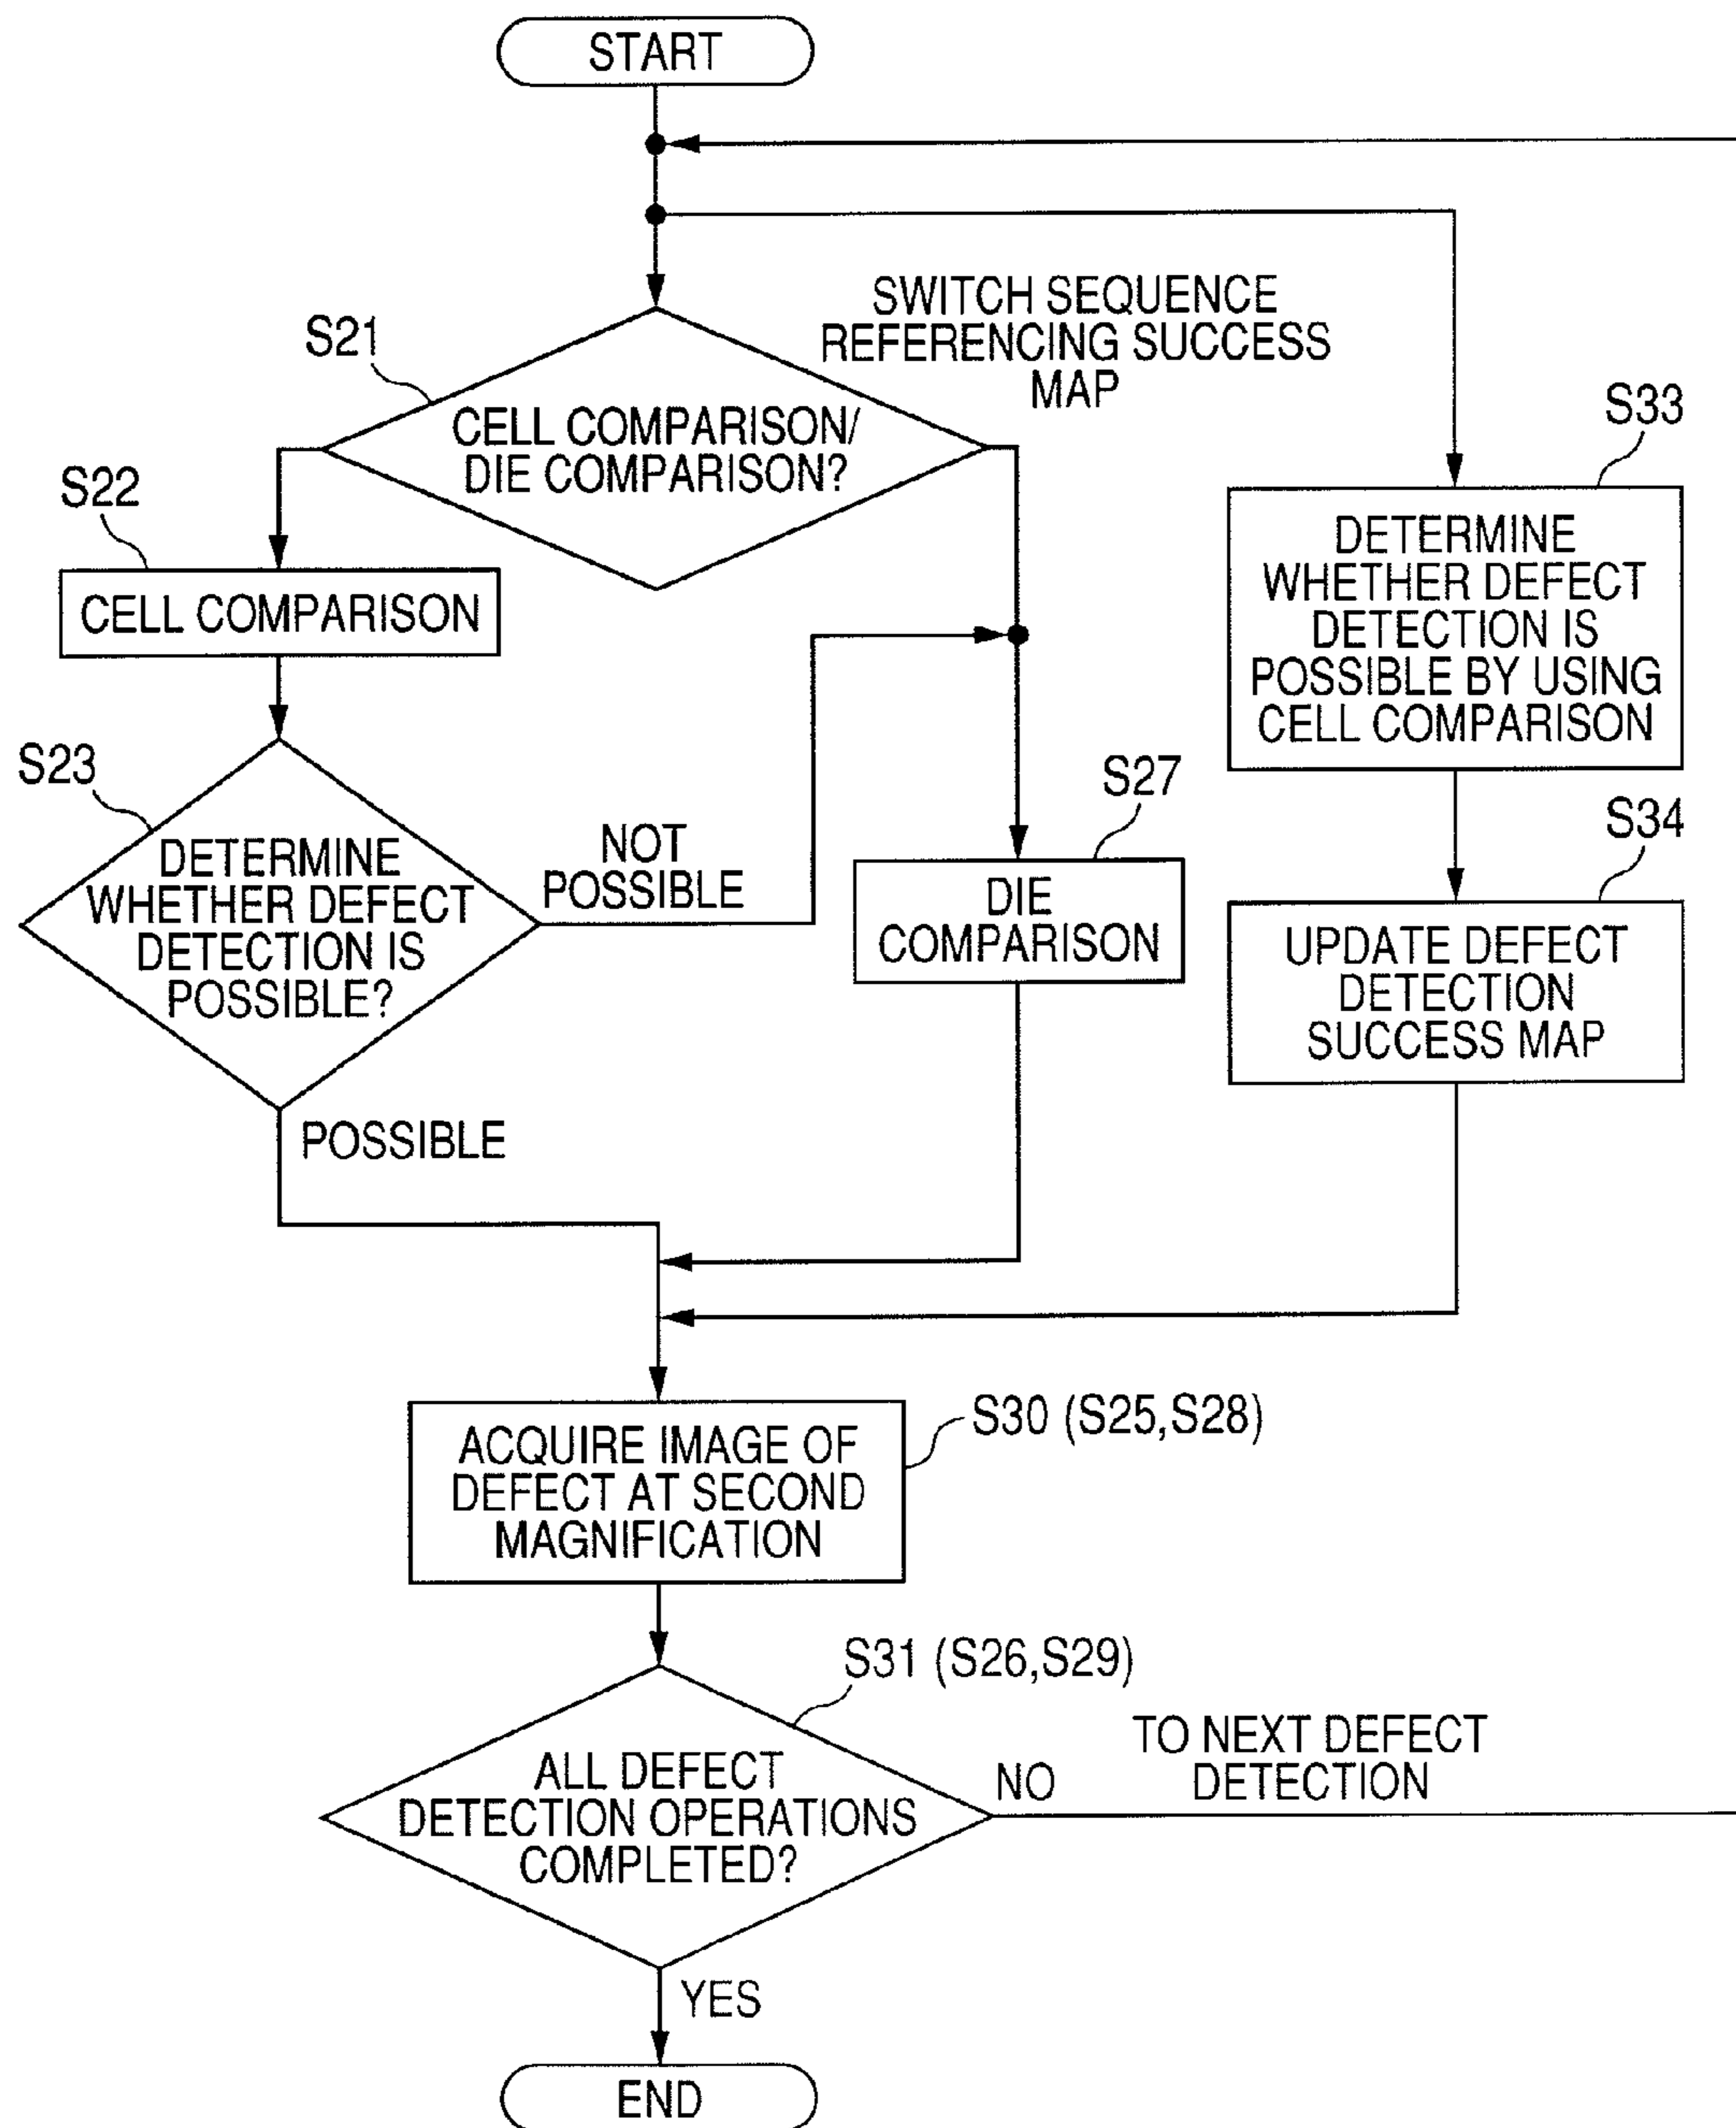 START
SWITCH SEQUENCE
REFERENCING SUCCESS
MAP
S21
CELL COMPARISON/
DIE COMPARISON?
S33
DETERMINE
WHETHER DEFECT
DETECTION IS
POSSIBLE BY USING
CELL COMPARISON
S22
CELL COMPARISON
S23
DETERMINE
WHETHER DEFECT
DETECTION IS
POSSIBLE?
NOT
POSSIBLE
S27
DIE
COMPARISON
S34
UPDATE DEFECT
DETECTION
SUCCESS MAP
POSSIBLE
S30 (S25,S28)
ACQUIRE IMAGE OF
DEFECT AT SECOND
MAGNIFICATION
S31 (S26,S29)
ALL DEFECT
DETECTION OPERATIONS
COMPLETED?
NO
TO NEXT DEFECT
DETECTION
YES
END